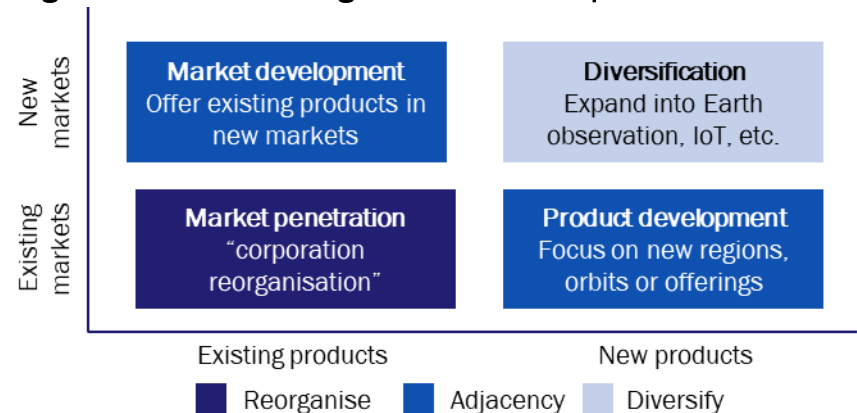 New
markets
Market development
Offer existing products in
new markets
Diversification
Expand into Earth
observation, IoT, etc.
Existing
markets
Market penetration
“corporation
reorganisation”
Product development
Focus on new regions,
orbits or offerings
Existing products
New products
Reorganise
Adjacency
Diversify